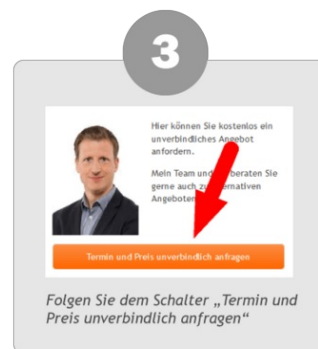 3
Hier können Sie kostenlos ein
unverbindliches Angebot
anfordern.
Mein Team und beraten Sie
gerne auch zu
Angeboten
Termin und Preis unverbindlich anfragen
Folgen Sie dem Schalter „Termin und
Preis unverbindlich anfragen“